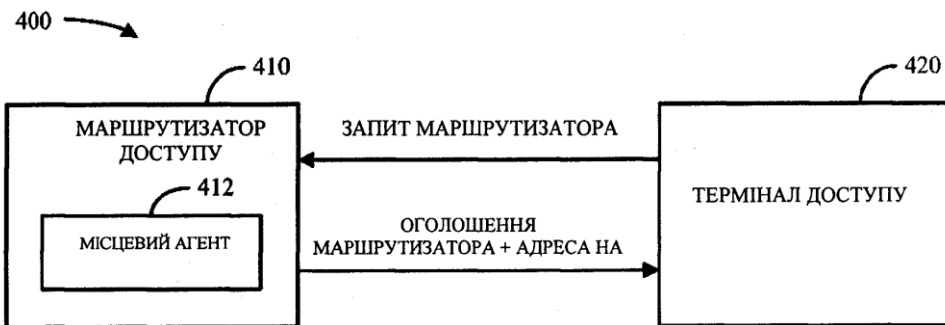 400
410
420
МАРШРУТИЗАТОР
ДОСТУПУ
412
МІСЦЕВИЙ АГЕНТ
ЗАПИТ МАРШРУТИЗАТОРА
ОГОЛОШЕННЯ
МАРШРУТИЗАТОРА + АДРЕСА НА
ТЕРМІНАЛ ДОСТУПУ